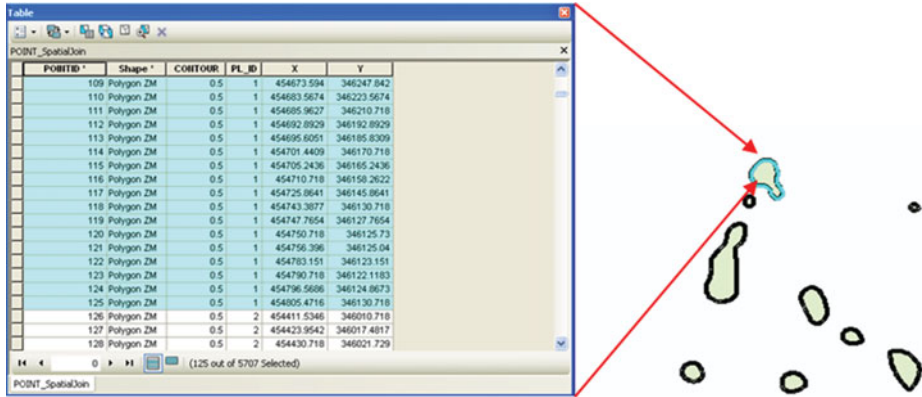 Table
POINT_SpatialJoin
POINTID * Shape * CONTOUR PL_ID X Y
109 Polygon ZM 0.5 1 454673.594 346247.842
110 Polygon ZM 0.5 1 454683.5674 346223.5674
111 Polygon ZM 0.5 1 454685.9627 346210.718
112 Polygon ZM 0.5 1 454692.8929 346192.8929
113 Polygon ZM 0.5 1 454695.6051 346185.8309
114 Polygon ZM 0.5 1 454701.4409 346170.718
115 Polygon ZM 0.5 1 454705.2436 346165.2436
116 Polygon ZM 0.5 1 454710.718 346158.2622
117 Polygon ZM 0.5 1 454725.8641 346145.8641
118 Polygon ZM 0.5 1 454743.3877 346130.718
119 Polygon ZM 0.5 1 454747.7654 346127.7654
120 Polygon ZM 0.5 1 454750.718 346125.73
121 Polygon ZM 0.5 1 454756.396 346125.04
122 Polygon ZM 0.5 1 454783.151 346123.151
123 Polygon ZM 0.5 1 454790.718 346122.1183
124 Polygon ZM 0.5 1 454796.5686 346124.8673
125 Polygon ZM 0.5 1 454805.4716 346130.718
126 Polygon ZM 0.5 2 454411.5346 346010.718
127 Polygon ZM 0.5 2 454423.9542 346017.4817
128 Polygon ZM 0.5 2 454430.718 346021.729
0 (125 out of 5707 Selected)
POINT_SpatialJoin